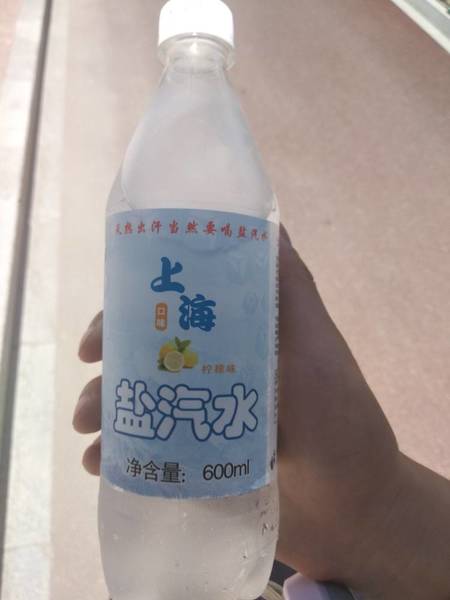 天热出汗当然要喝盐汽水
上海
口味
柠檬味
盐汽水
净含量：600ml